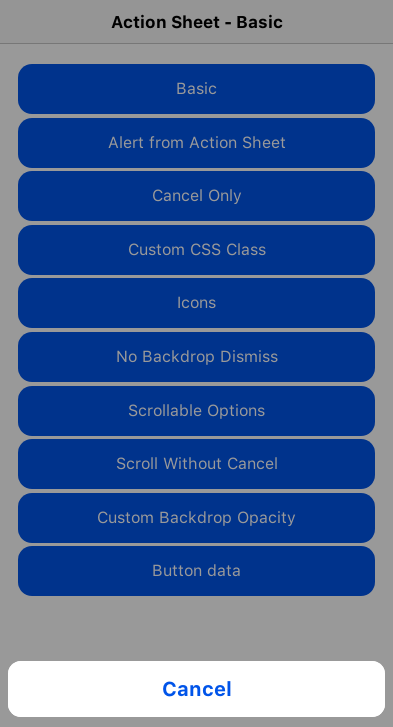 Action Sheet - Basic
Basic
Alert from Action Sheet
Cancel Only
Custom CSS Class
Icons
No Backdrop Dismiss
Scrollable Options
Scroll Without Cancel
Custom Backdrop Opacity
Button data
Cancel